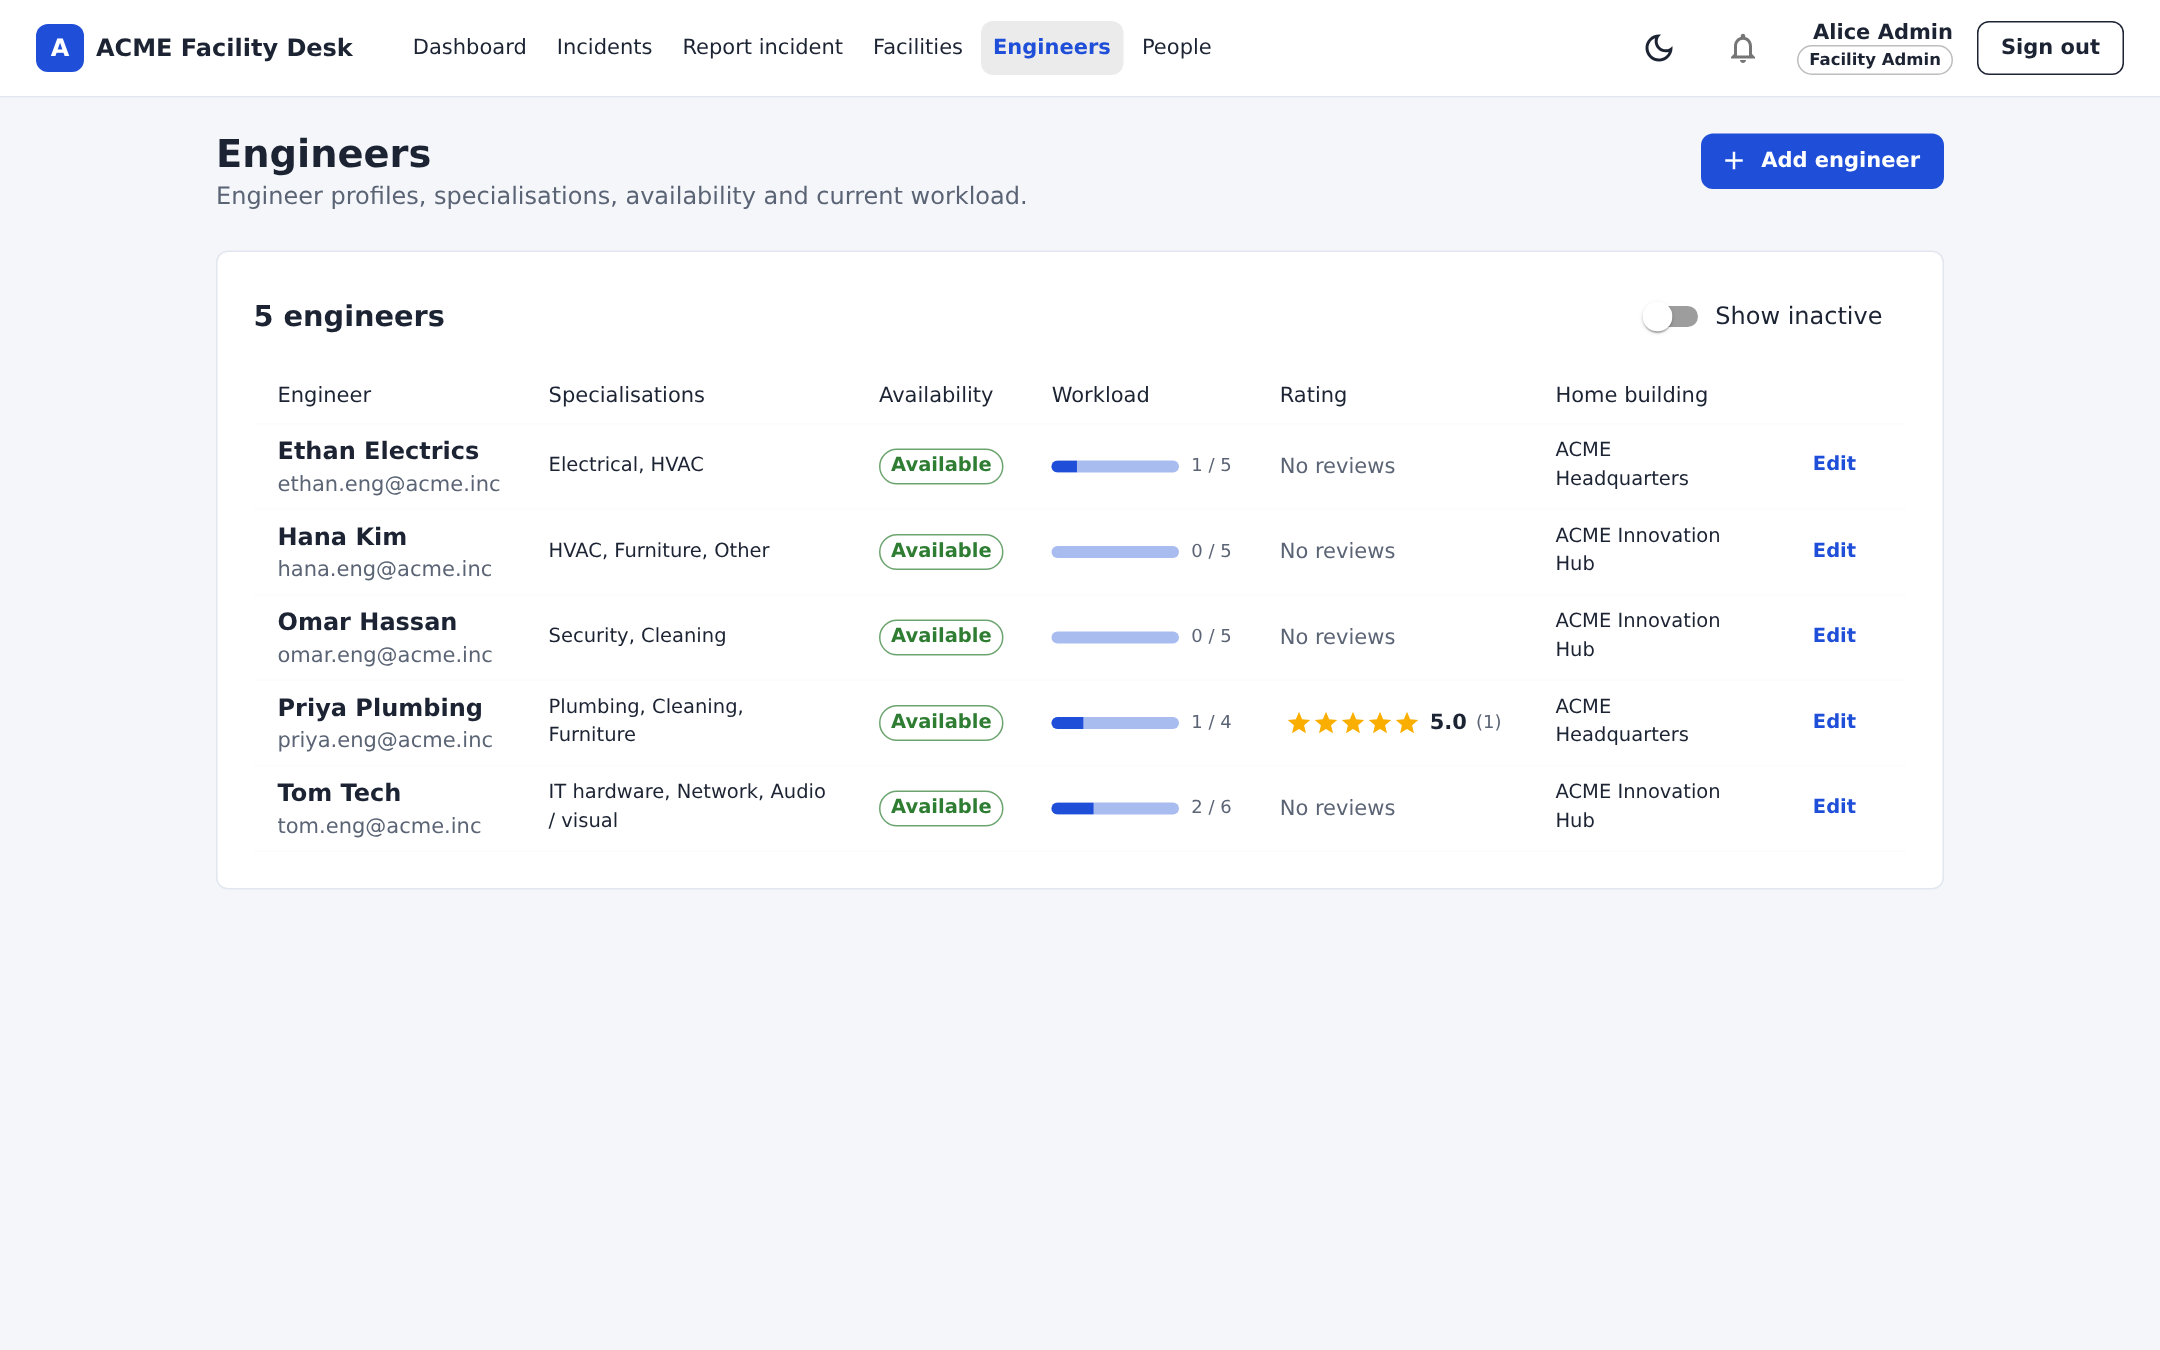 A ACME Facility Desk Dashboard Incidents Report incident Facilities Engineers People Alice Admin Sign out
Facility Admin
Engineers
Engineer profiles, specialisations, availability and current workload.
+ Add engineer
5 engineers
Show inactive
Engineer Specialisations Availability Workload Rating Home building
Ethan Electrics
ethan.eng@acme.inc
Electrical, HVAC
Available
1 / 5
No reviews
ACME
Headquarters
Edit
Hana Kim
hana.eng@acme.inc
HVAC, Furniture, Other
Available
0 / 5
No reviews
ACME Innovation
Hub
Edit
Omar Hassan
omar.eng@acme.inc
Security, Cleaning
Available
0 / 5
No reviews
ACME Innovation
Hub
Edit
Priya Plumbing
priya.eng@acme.inc
Plumbing, Cleaning,
Furniture
Available
1 / 4
5.0 (1)
ACME
Headquarters
Edit
Tom Tech
tom.eng@acme.inc
IT hardware, Network, Audio
/ visual
Available
2 / 6
No reviews
ACME Innovation
Hub
Edit